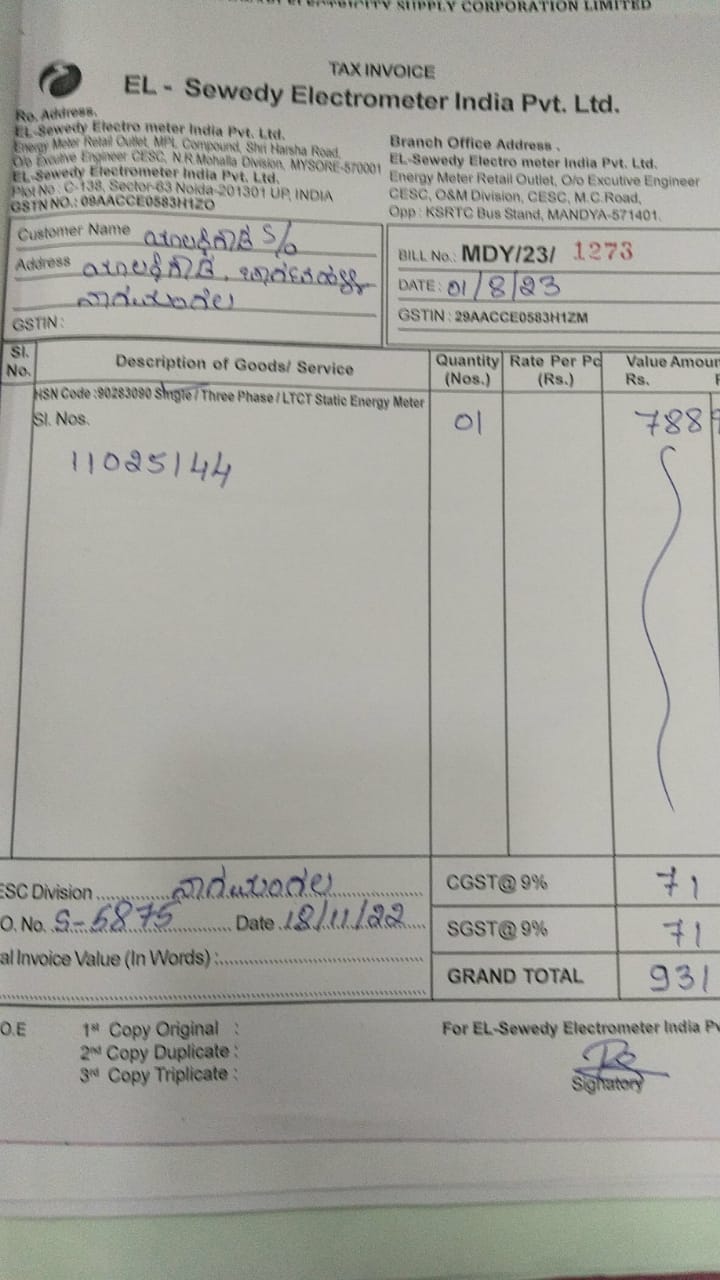 SUPPLY CORPORATION LIMITED
TAX INVOICE
EL - Sewedy Electrometer India Pvt. Ltd.
Ro. Address.
EL-Sewedy Electro meter India Pvt. Ltd.
Energy Meter Retail Outlet, MPL Compound, Shri Harsha Road,
O/o Excutive Engineer CESC, N.R.Mohalla Division, MYSORE-570001
EL-Sewedy Electrometer India Pvt. Ltd.
Plot No : C-138, Sector-63 Noida-201301 UP, INDIA
GSTN NO.: 09AACCE0583H1ZO
Branch Office Address .
EL-Sewedy Electro meter India Pvt. Ltd.
Energy Meter Retail Outlet, O/o Excutive Engineer
CESC, O&M Division, CESC, M.C.Road,
Opp : KSRTC Bus Stand, MANDYA-571401.
Customer Name S/o
Address
GSTIN :
BILL No.: MDY/23/ 1273
DATE : 01/8/23
GSTIN : 29AACCE0583H1ZM
Sl. No. Description of Goods/ Service Quantity (Nos.) Rate Per Pc (Rs.) Value Amoun Rs.
HSN Code :90283090 Single / Three Phase / LTCT Static Energy Meter
Sl. Nos. 01 788
11025144
ESC Division
CGST@ 9% 71
O. No. S-5875 Date 18/11/22
SGST@ 9% 71
al Invoice Value (In Words) :
GRAND TOTAL 931
O.E 1st Copy Original :
2nd Copy Duplicate :
3rd Copy Triplicate :
For EL-Sewedy Electrometer India Pv
Signatory